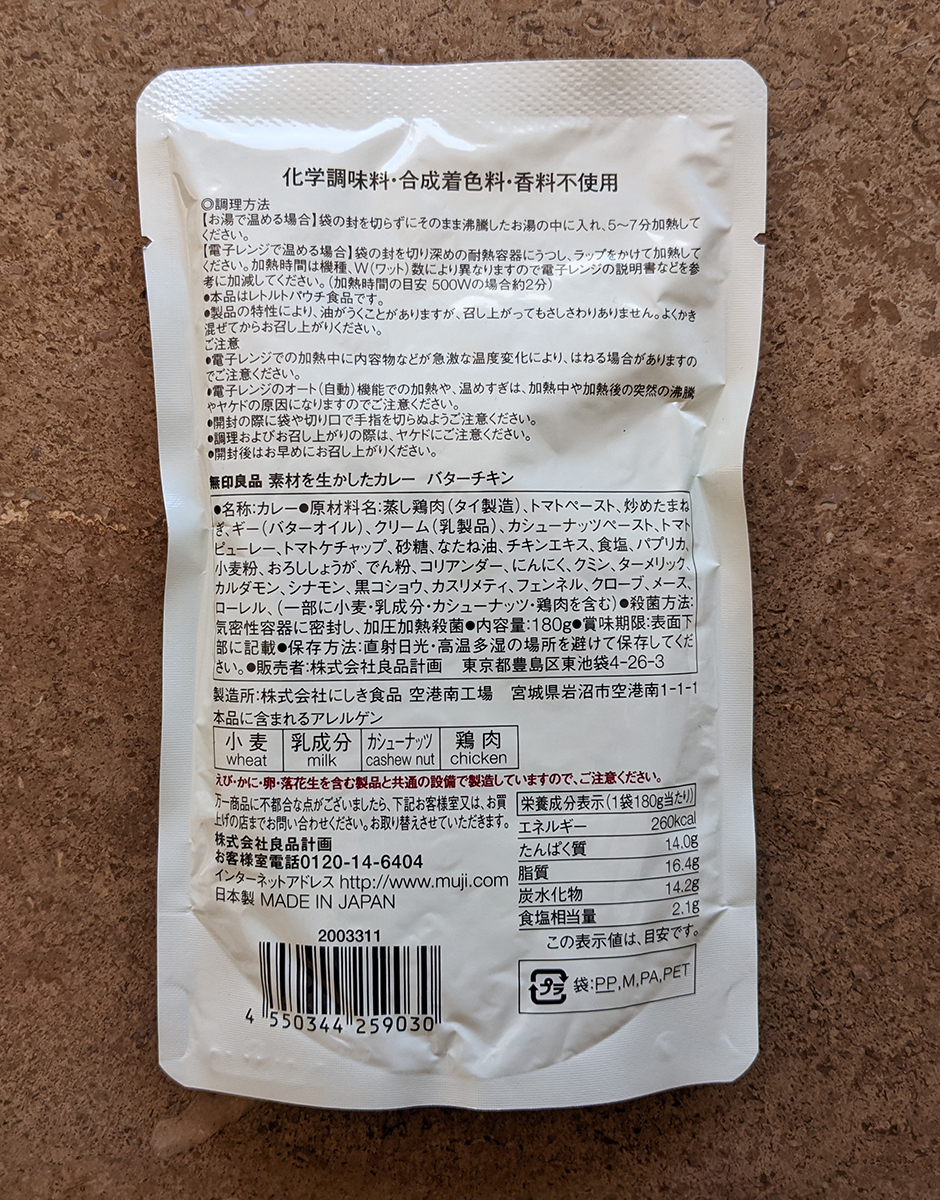 化学調味料・合成着色料・香料不使用
◎調理方法
【お湯で温める場合】袋の封を切らずにそのまま沸騰したお湯の中に入れ、5〜7分加熱して
ください。
【電子レンジで温める場合】袋の封を切り深めの耐熱容器にうつし、ラップをかけて加熱して
ください。加熱時間は機種、W(ワット)数により異なりますので電子レンジの説明書などを参
考に加減してください。(加熱時間の目安 500Wの場合約2分)
●本品はレトルトパウチ食品です。
●製品の特性により、油がうくことがありますが、召し上がってもさしさわりありません。よくかき
混ぜてからお召し上がりください。
ご注意
●電子レンジでの加熱中に内容物などが急激な温度変化により、はねる場合がありますの
でご注意ください。
●電子レンジのオート(自動)機能での加熱や、温めすぎは、加熱中や加熱後の突然の沸騰
やヤケドの原因になりますのでご注意ください。
●開封の際に袋や切り口で手指を切らぬようご注意ください。
●調理およびお召し上がりの際は、ヤケドにご注意ください。
●開封後はお早めにお召し上がりください。
無印良品 素材を生かしたカレー バターチキン
●名称:カレー●原材料名:蒸し鶏肉(タイ製造)、トマトペースト、炒めたまね
ぎ、ギー(バターオイル)、クリーム(乳製品)、カシューナッツペースト、トマト
ピューレー、トマトケチャップ、砂糖、なたね油、チキンエキス、食塩、パプリカ、
小麦粉、おろししょうが、でん粉、コリアンダー、にんにく、クミン、ターメリック、
カルダモン、シナモン、黒コショウ、カスリメティ、フェンネル、クローブ、メース、
ローレル、(一部に小麦・乳成分・カシューナッツ・鶏肉を含む)●殺菌方法:
気密性容器に密封し、加圧加熱殺菌●内容量:180g●賞味期限:表面下
部に記載●保存方法:直射日光・高温多湿の場所を避けて保存してくだ
さい。●販売者:株式会社良品計画 東京都豊島区東池袋4-26-3
製造所:株式会社にしき食品 空港南工場 宮城県岩沼市空港南1-1-1
本品に含まれるアレルゲン
小麦 乳成分 カシューナッツ 鶏肉
wheat milk cashew nut chicken
えび・かに・卵・落花生を含む製品と共通の設備で製造していますので、ご注意ください。
万一商品に不都合な点がございましたら、下記お客様室又は、お買
上げの店までお問い合わせください。お取り替えさせていただきます。
株式会社良品計画
お客様室電話0120-14-6404
インターネットアドレス http://www.muji.com
日本製 MADE IN JAPAN
栄養成分表示(1袋180g当たり)
エネルギー 260kcal
たんぱく質 14.0g
脂質 16.4g
炭水化物 14.2g
食塩相当量 2.1g
この表示値は、目安です。
2003311
4 550344 259030
プラ 袋:PP,M,PA,PET